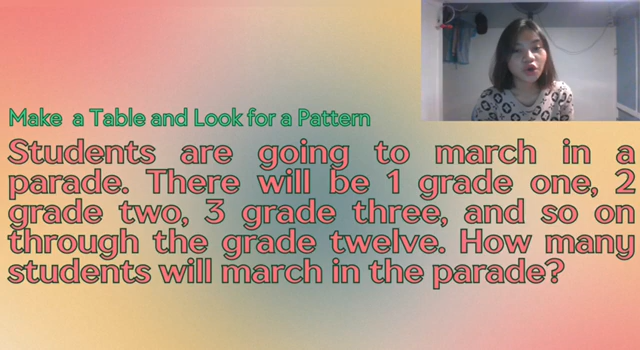 Make a Table and Look for a Pattern
Students are going to march in a
parade. There will be 1 grade one, 2
grade two, 3 grade three, and so on
through the grade twelve. How many
students will march in the parade?